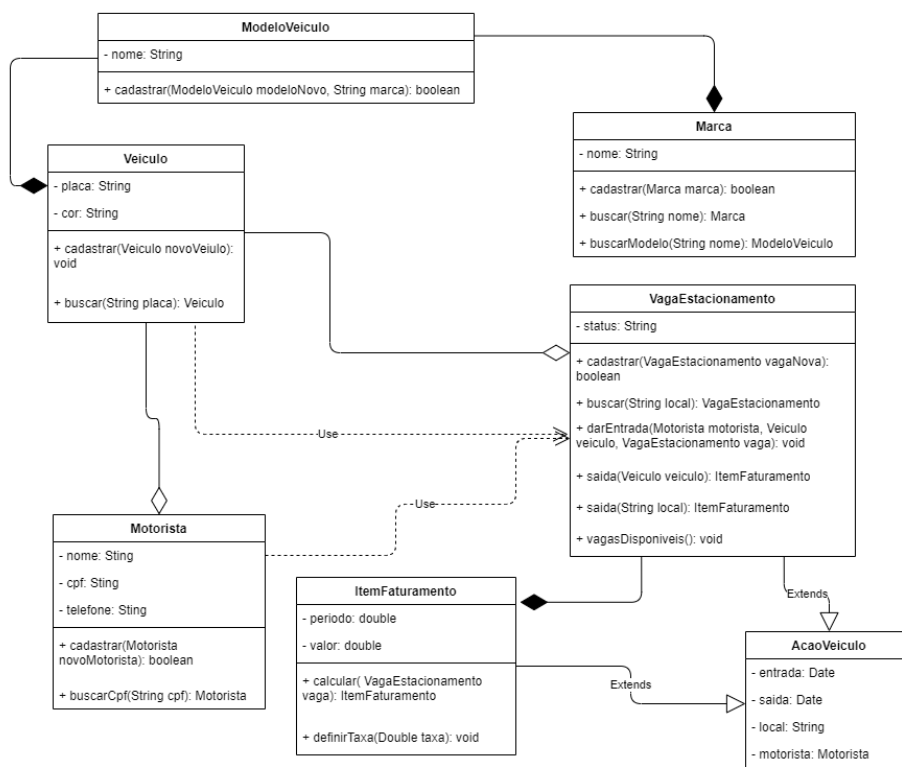 ModeloVeiculo
- nome: String
+ cadastrar(ModeloVeiculo modeloNovo, String marca): boolean
Marca
- nome: String
+ cadastrar(Marca marca): boolean
+ buscar(String nome): Marca
+ buscarModelo(String nome): ModeloVeiculo
Veiculo
- placa: String
- cor: String
+ cadastrar(Veiculo novoVeiulo):
void
+ buscar(String placa): Veiculo
VagaEstacionamento
- status: String
+ cadastrar(VagaEstacionamento vagaNova):
boolean
+ buscar(String local): VagaEstacionamento
+ darEntrada(Motorista motorista, Veiculo
veiculo, VagaEstacionamento vaga): void
+ saida(Veiculo veiculo): ItemFaturamento
+ saida(String local): ItemFaturamento
+ vagasDisponiveis(): void
Use
Use
Motorista
- nome: Sting
- cpf: Sting
- telefone: Sting
+ cadastrar(Motorista
novoMotorista): boolean
+ buscarCpf(String cpf): Motorista
ItemFaturamento
- periodo: double
- valor: double
+ calcular( VagaEstacionamento
vaga): ItemFaturamento
+ definirTaxa(Double taxa): void
Extends
Extends
AcaoVeiculo
- entrada: Date
- saida: Date
- local: String
- motorista: Motorista